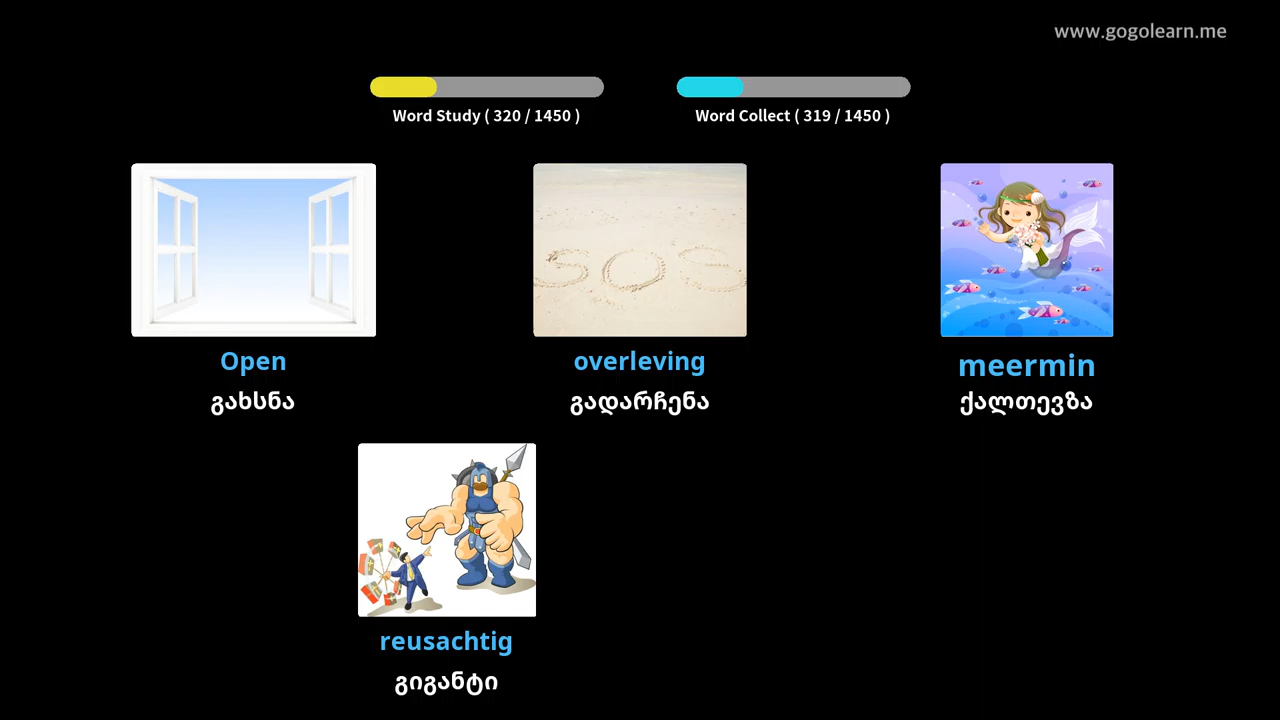 www.gogolearn.me
Word Study ( 320 / 1450 )
Word Collect ( 319 / 1450 )
SOS
Open
გახსნა
overleving
გადარჩენა
meermin
ქალთევზა
reusachtig
გიგანტი